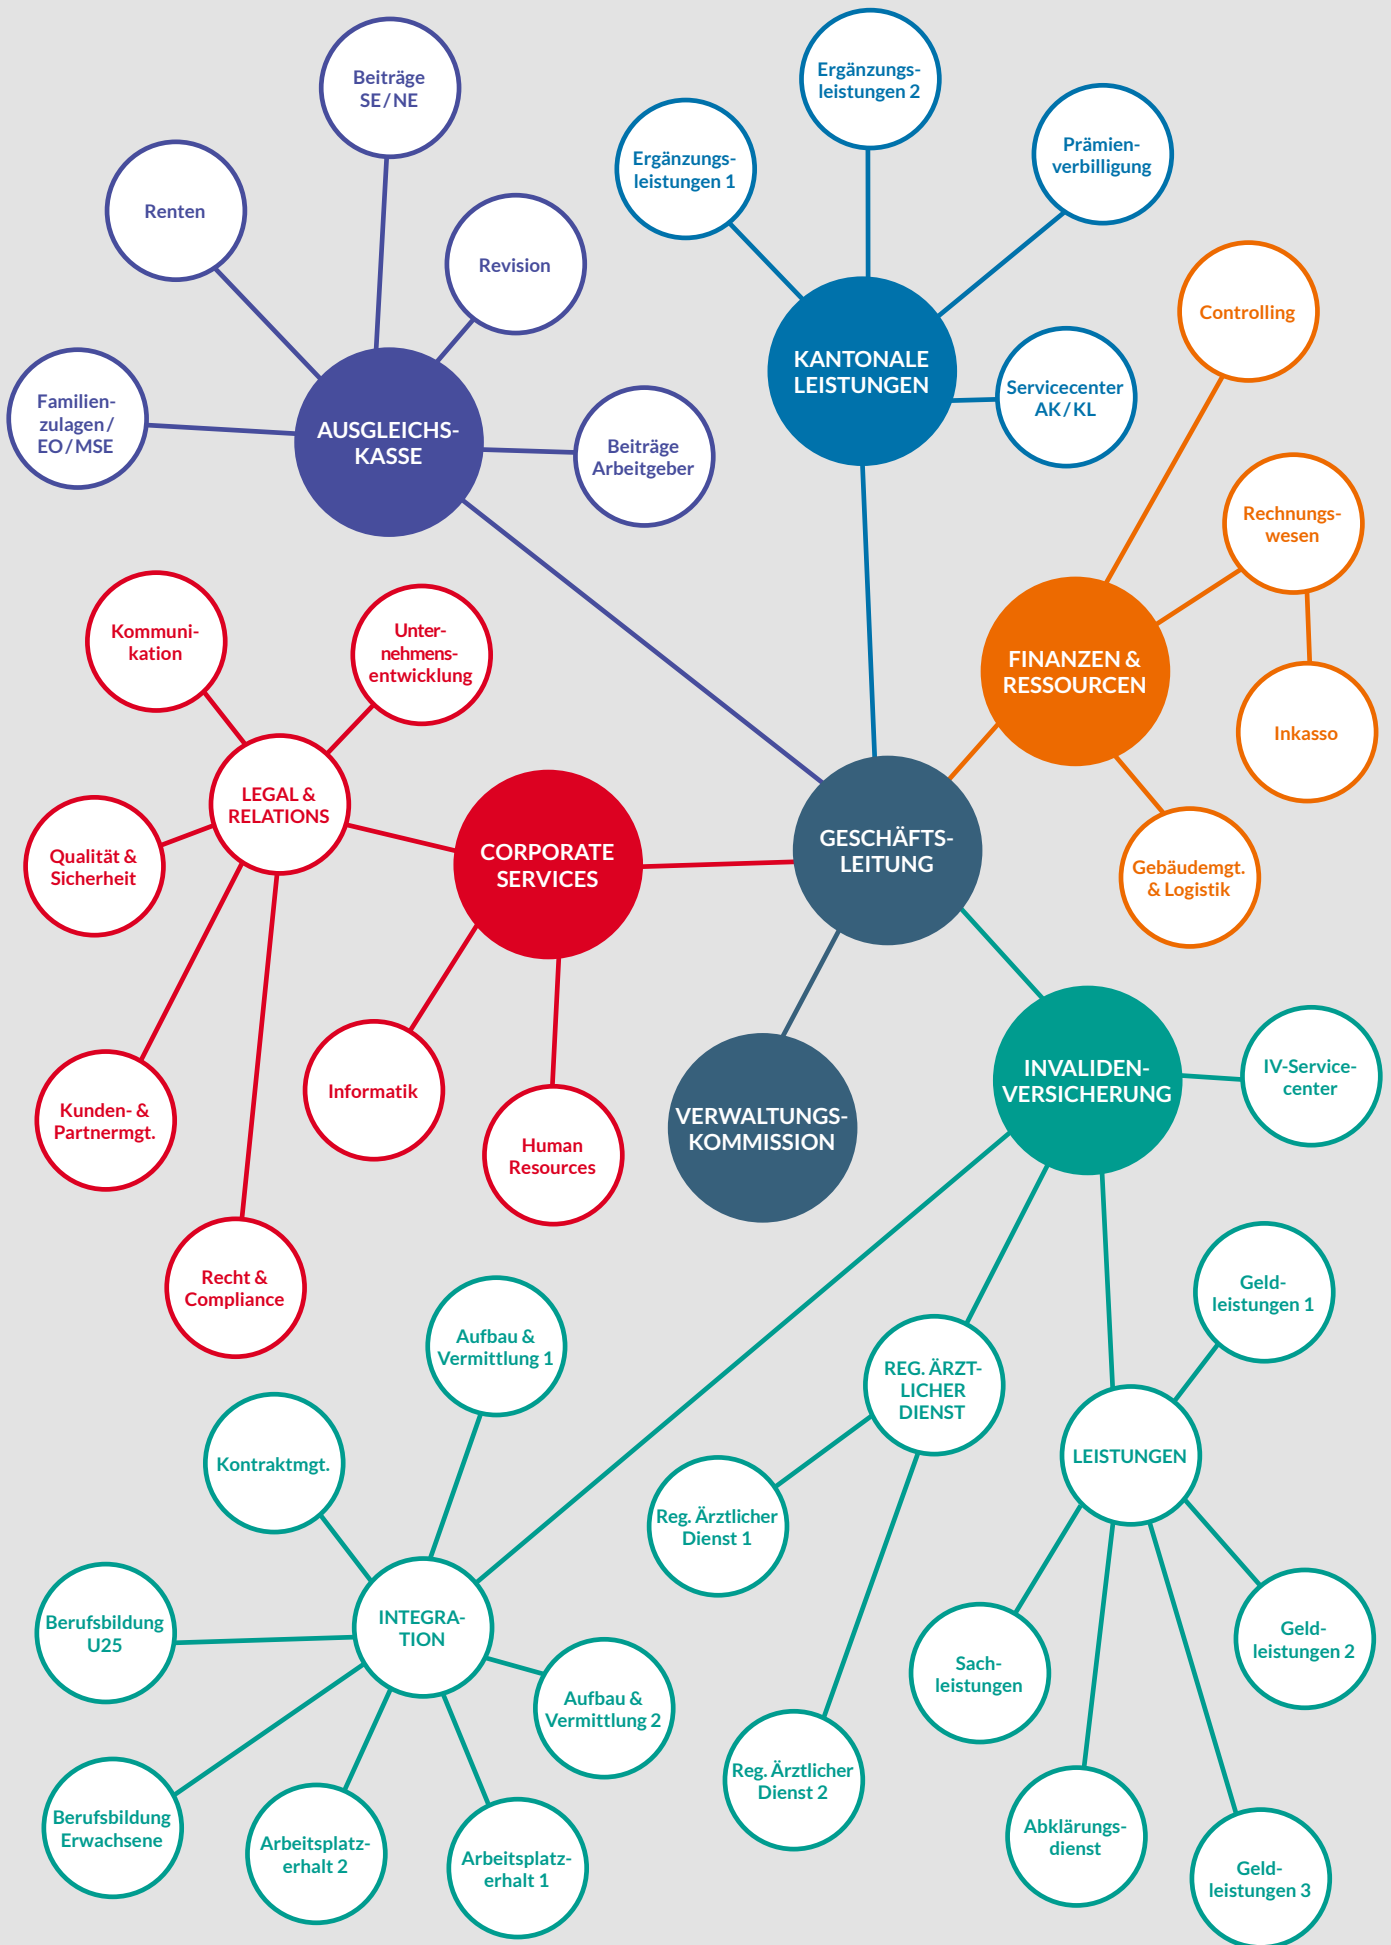 Beiträge
SE/NE
Renten
Revision
Familien-
zulagen/
EO/MSE
AUSGLEICHS-
KASSE
Beiträge
Arbeitgeber
Ergänzungs-
leistungen 2
Ergänzungs-
leistungen 1
Prämien-
verbilligung
KANTONALE
LEISTUNGEN
Servicecenter
AK/KL
Controlling
Rechnungs-
wesen
FINANZEN &
RESSOURCEN
Inkasso
Gebäudemgt.
& Logistik
Kommuni-
kation
Unter-
nehmens-
entwicklung
LEGAL &
RELATIONS
Qualität &
Sicherheit
CORPORATE
SERVICES
GESCHÄFTS-
LEITUNG
Kunden- &
Partnermgt.
Informatik
Human
Resources
Recht &
Compliance
VERWALTUNGS-
KOMMISSION
INVALIDEN-
VERSICHERUNG
IV-Service-
center
Geld-
leistungen 1
REG. ÄRZT-
LICHER
DIENST
LEISTUNGEN
Reg. Ärztlicher
Dienst 1
Reg. Ärztlicher
Dienst 2
Sach-
leistungen
Geld-
leistungen 2
Abklärungs-
dienst
Geld-
leistungen 3
Aufbau &
Vermittlung 1
Kontraktmgt.
Berufsbildung
U25
INTEGRA-
TION
Aufbau &
Vermittlung 2
Berufsbildung
Erwachsene
Arbeitsplatz-
erhalt 2
Arbeitsplatz-
erhalt 1